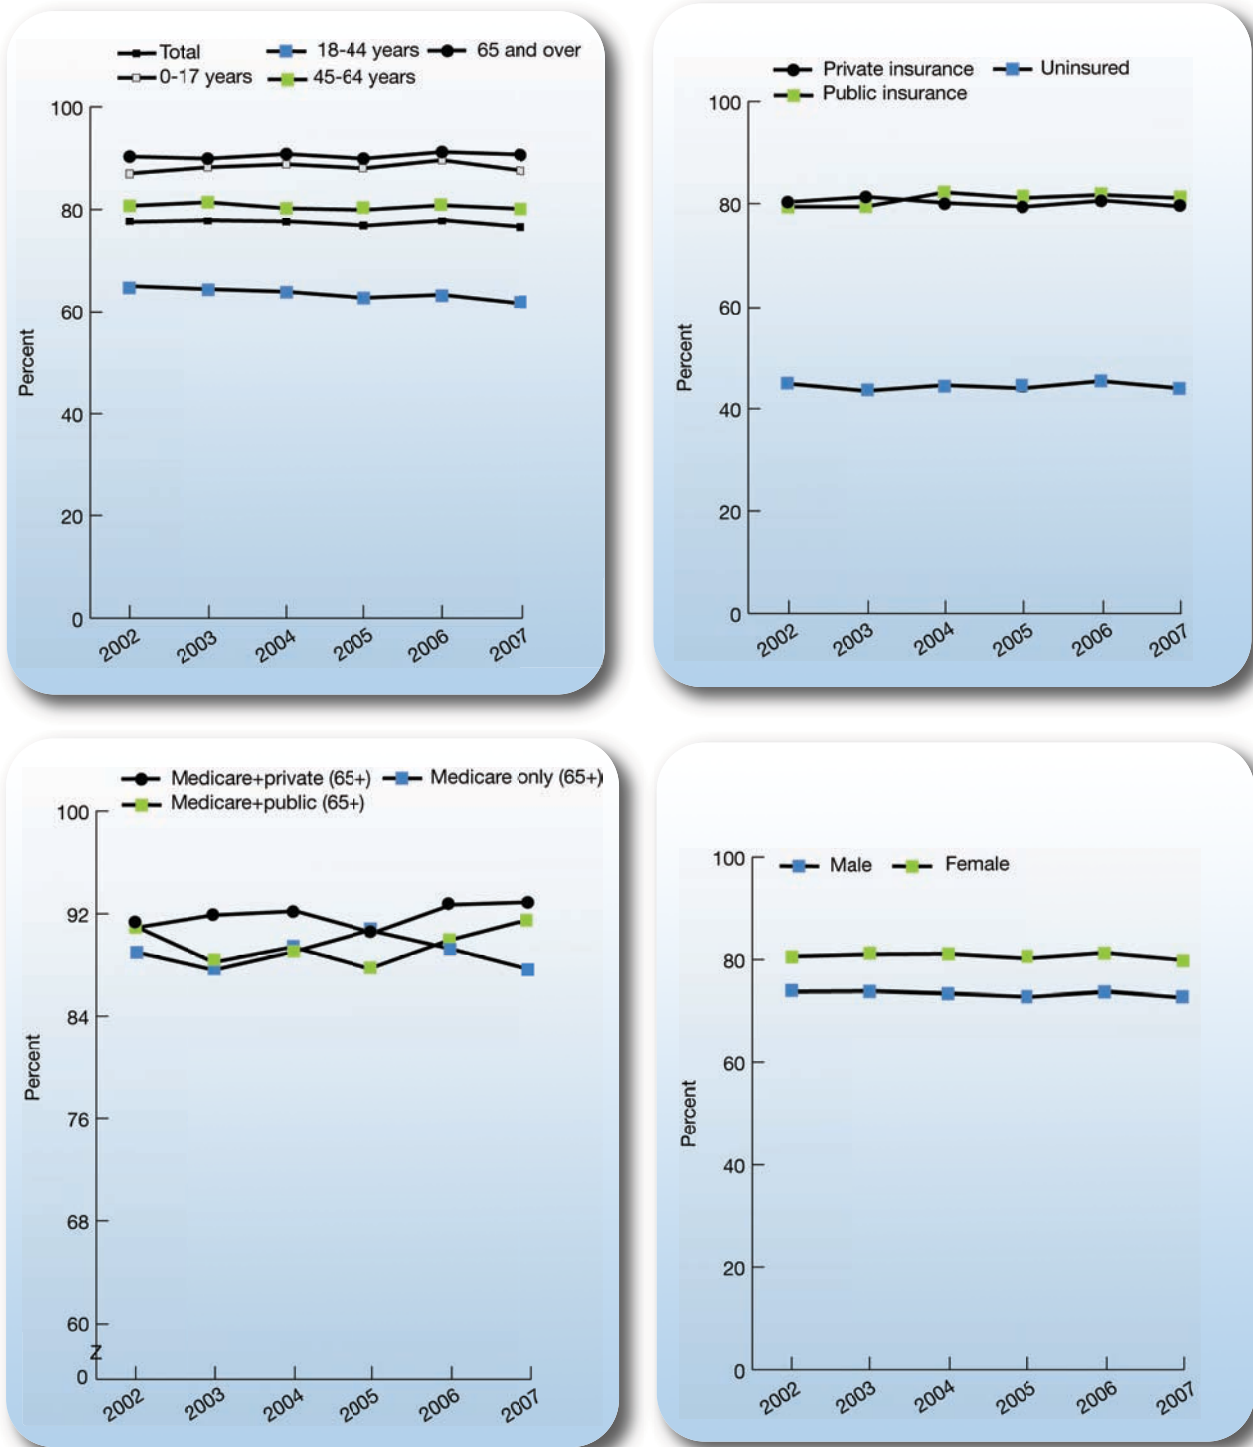 Total 18-44 years 65 and over
0-17 years 45-64 years
100
80
60
40
20
0
Percent
2002 2003 2004 2005 2006 2007
Private insurance Uninsured
Public insurance
100
80
60
40
20
0
Percent
2002 2003 2004 2005 2006 2007
Medicare+private (65+) Medicare only (65+)
Medicare+public (65+)
100
92
84
76
68
60
Z
0
Percent
2002 2003 2004 2005 2006 2007
Male Female
100
80
60
40
20
0
Percent
2002 2003 2004 2005 2006 2007